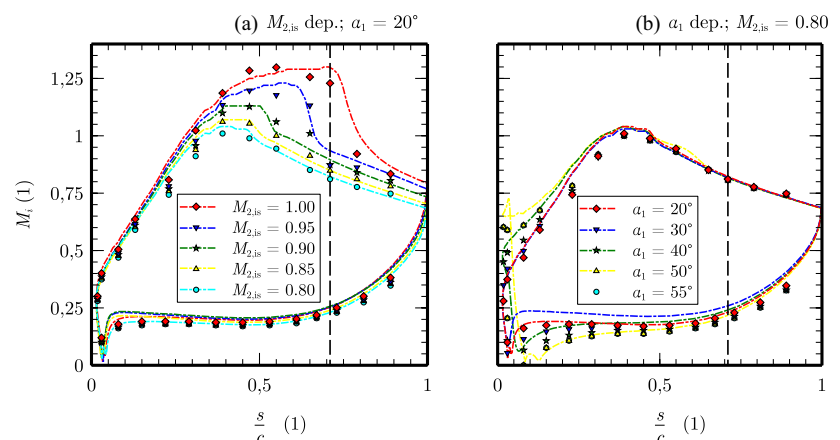 (a) M₂,is dep.; a₁ = 20°
(b) a₁ dep.; M₂,is = 0.80
1,25
1
0,75
0,5
0,25
0
Mᵢ (1)
M₂,is = 1.00
M₂,is = 0.95
M₂,is = 0.90
M₂,is = 0.85
M₂,is = 0.80
a₁ = 20°
a₁ = 30°
a₁ = 40°
a₁ = 50°
a₁ = 55°
0 0,5 1
0 0,5 1
s/c (1)
s/c (1)